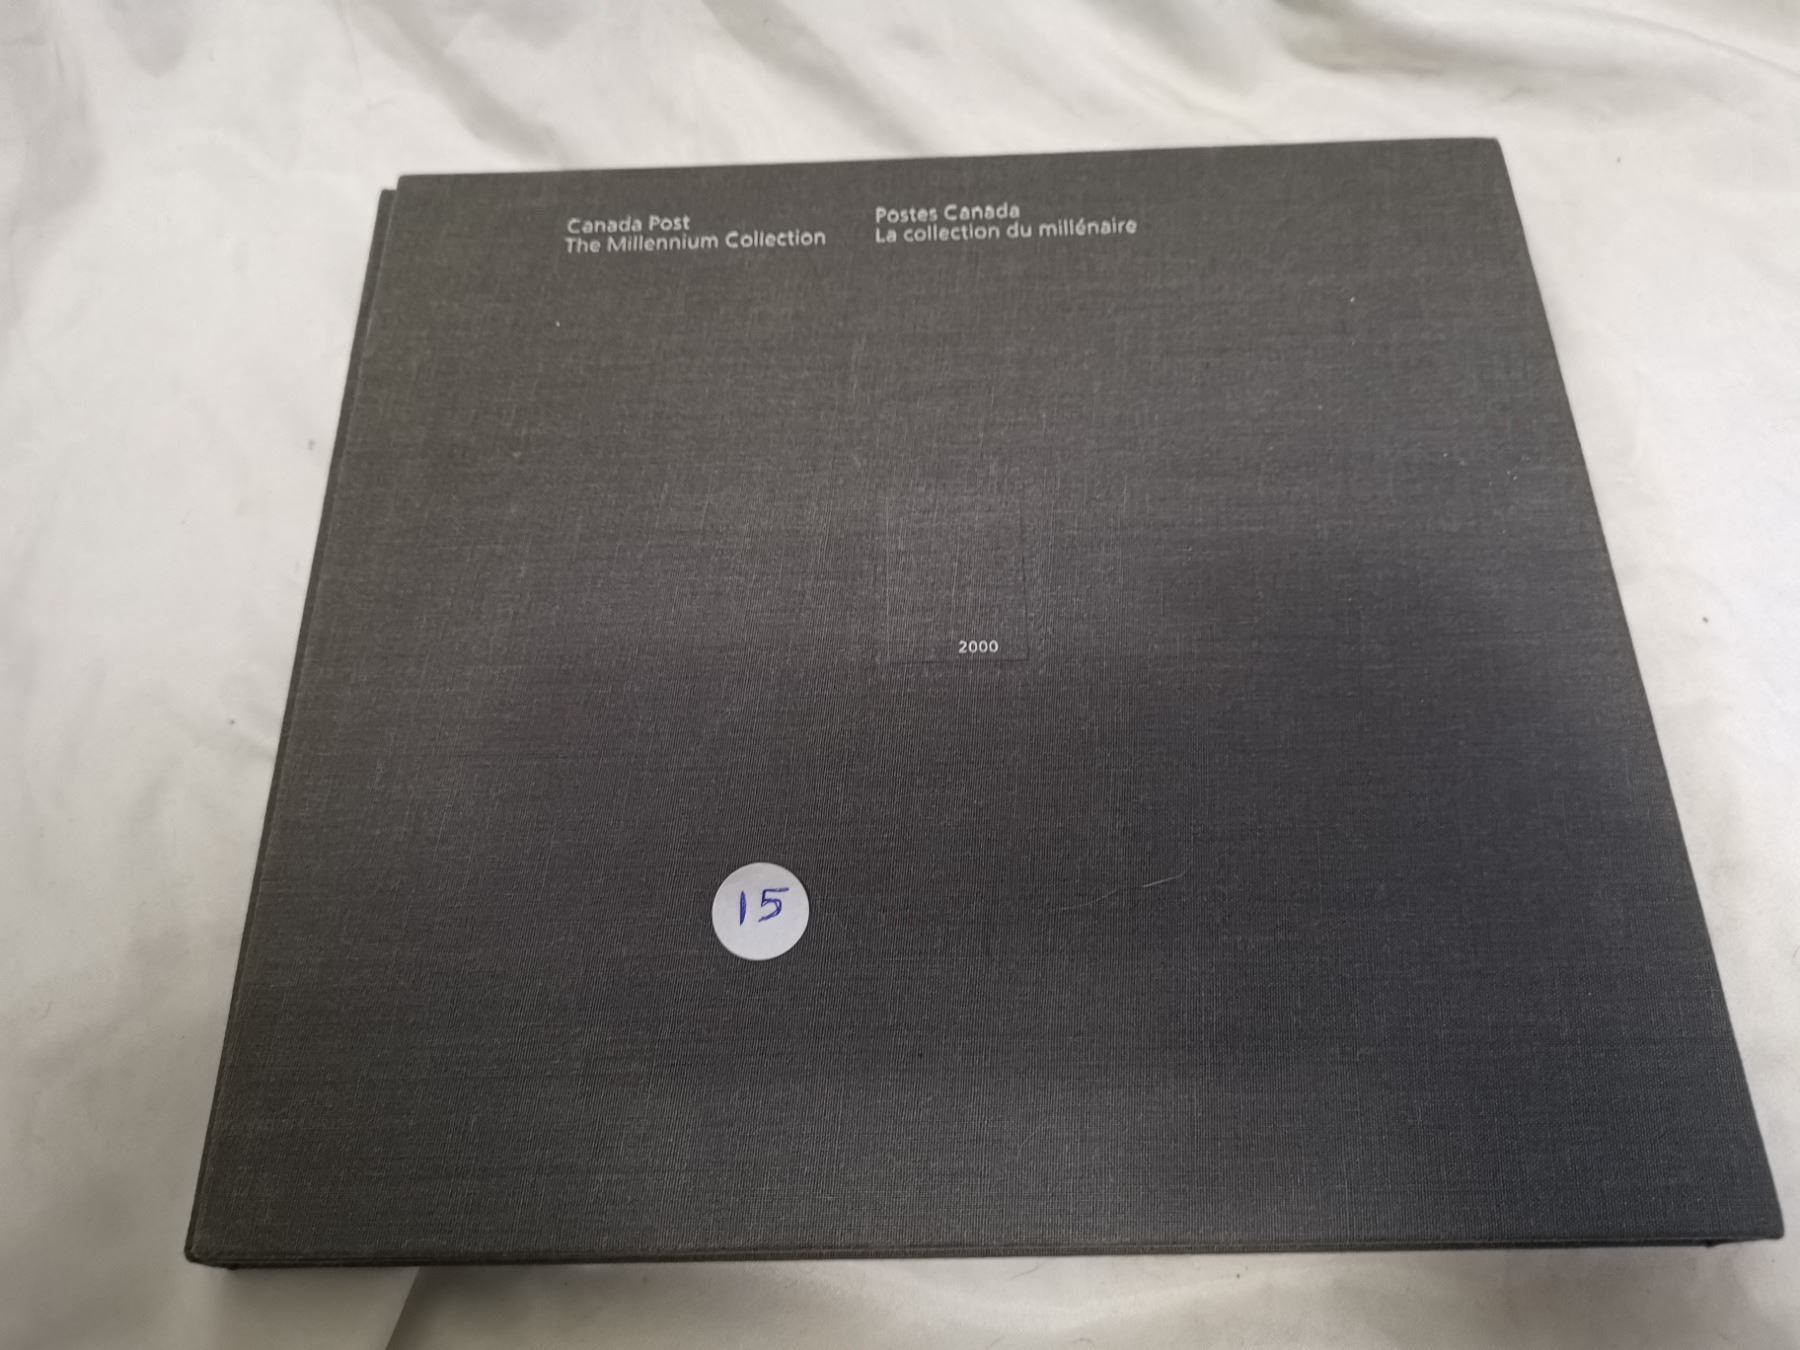 Canada Post
The Millennium Collection
Postes Canada
La collection du millénaire
2000
15